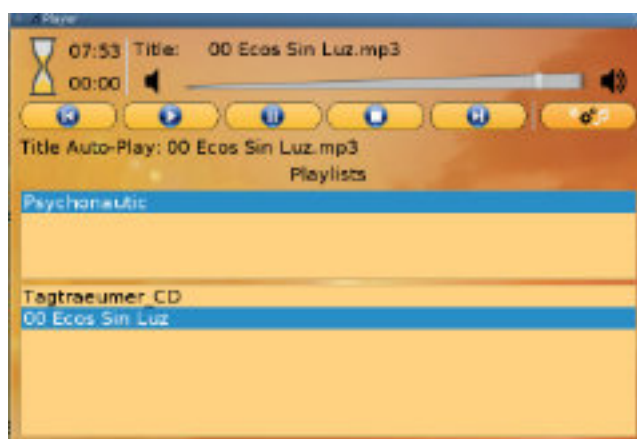 Player
07:53 Title: 00 Ecos Sin Luz.mp3
00:00
Title Auto-Play: 00 Ecos Sin Luz.mp3
Playlists
Psychonautic
Tagtraeumer_CD
00 Ecos Sin Luz